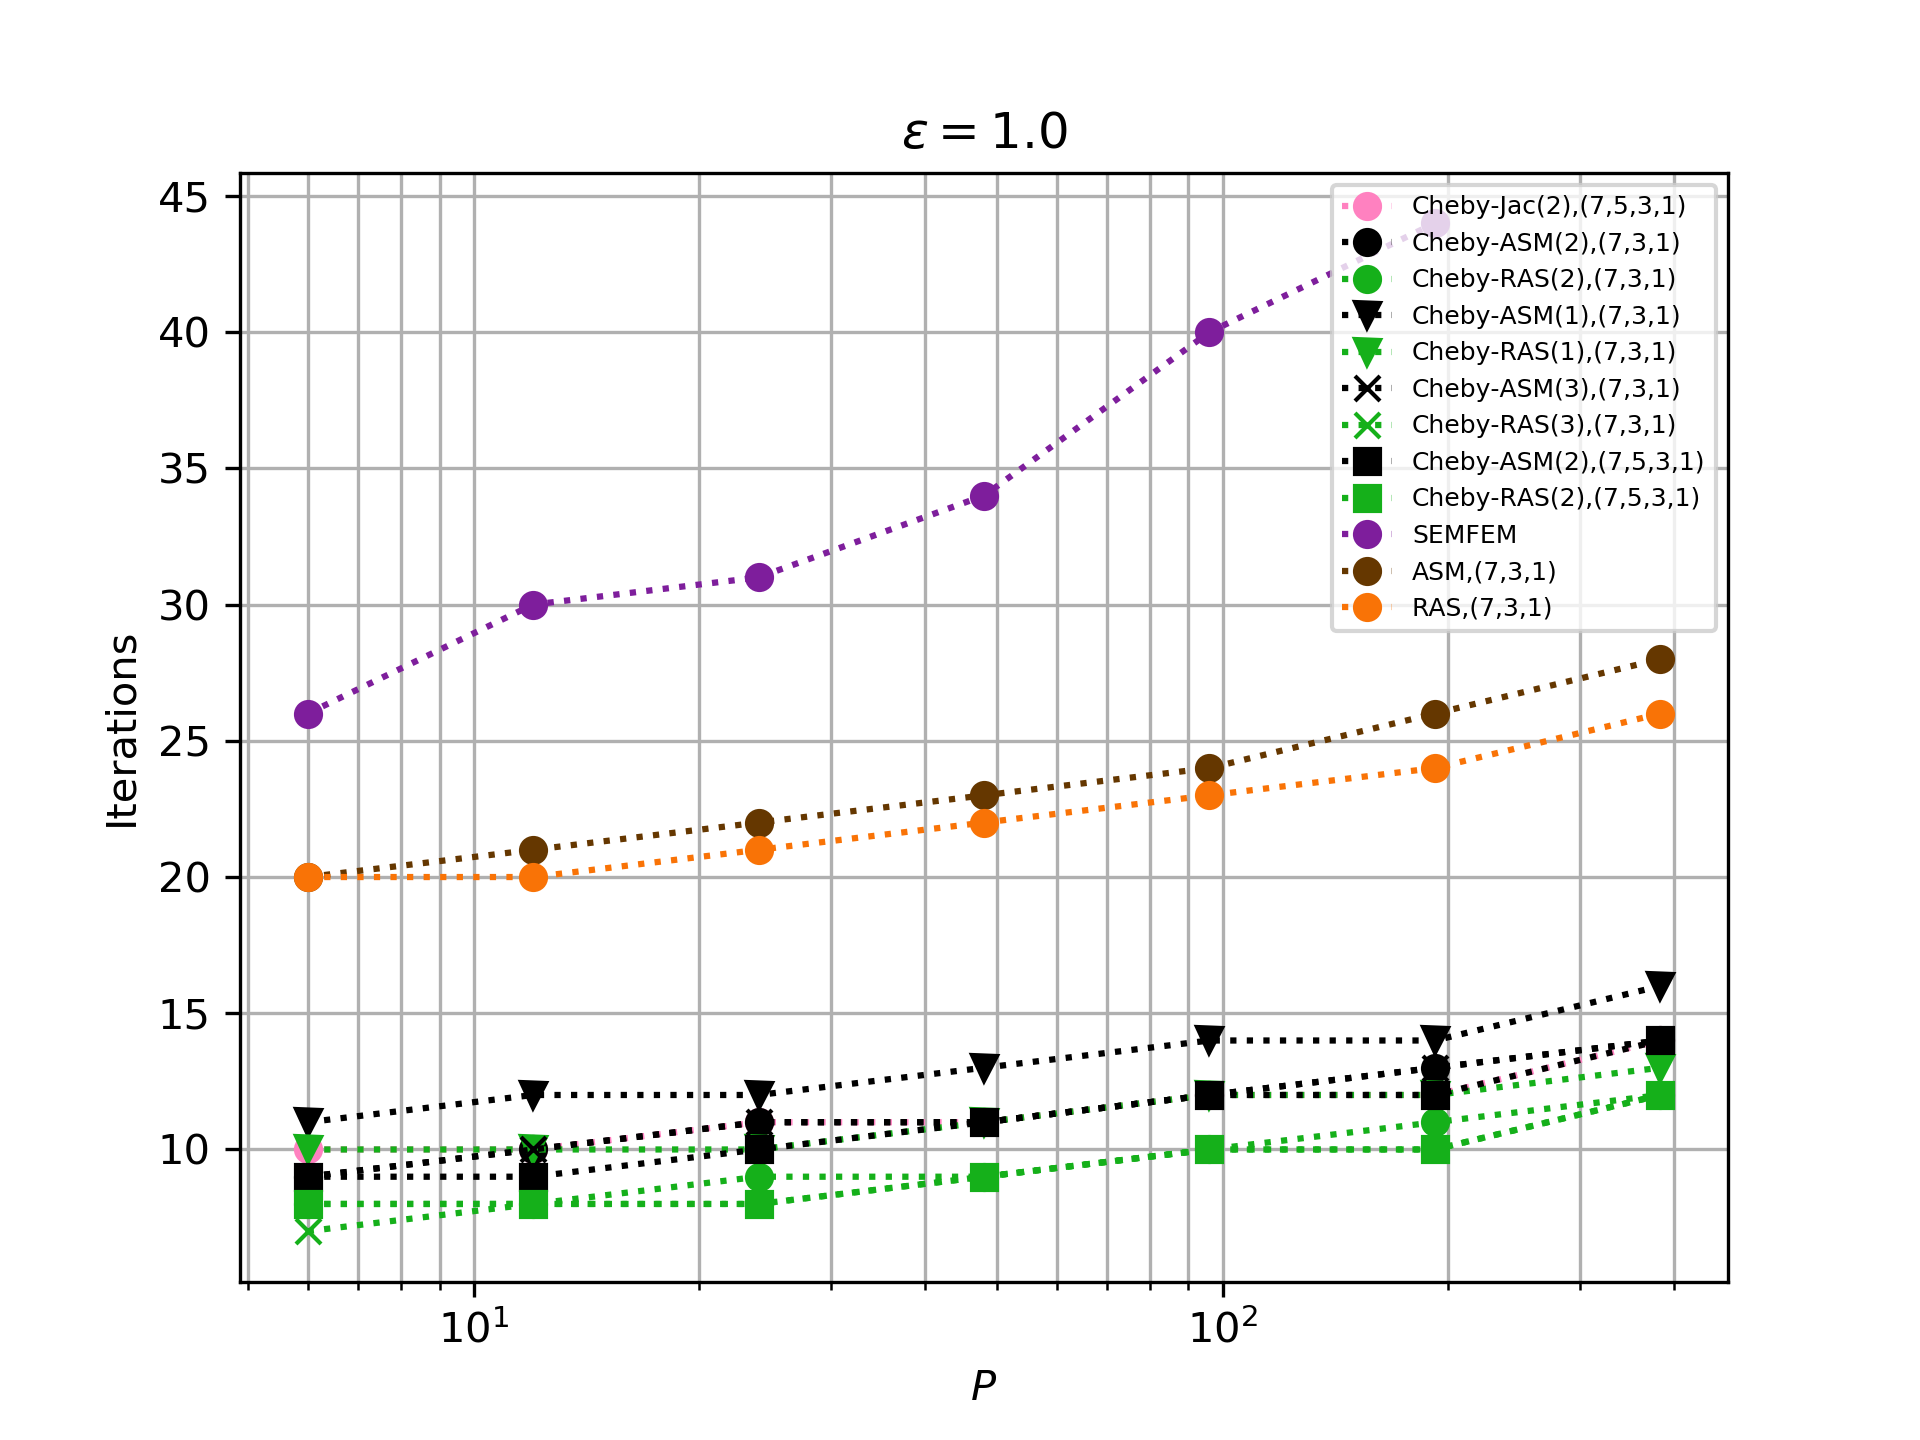 ε = 1.0
45
40
35
30
25
20
15
10
Iterations
10¹
10²
P
Cheby-Jac(2),(7,5,3,1)
Cheby-ASM(2),(7,3,1)
Cheby-RAS(2),(7,3,1)
Cheby-ASM(1),(7,3,1)
Cheby-RAS(1),(7,3,1)
Cheby-ASM(3),(7,3,1)
Cheby-RAS(3),(7,3,1)
Cheby-ASM(2),(7,5,3,1)
Cheby-RAS(2),(7,5,3,1)
SEMFEM
ASM,(7,3,1)
RAS,(7,3,1)